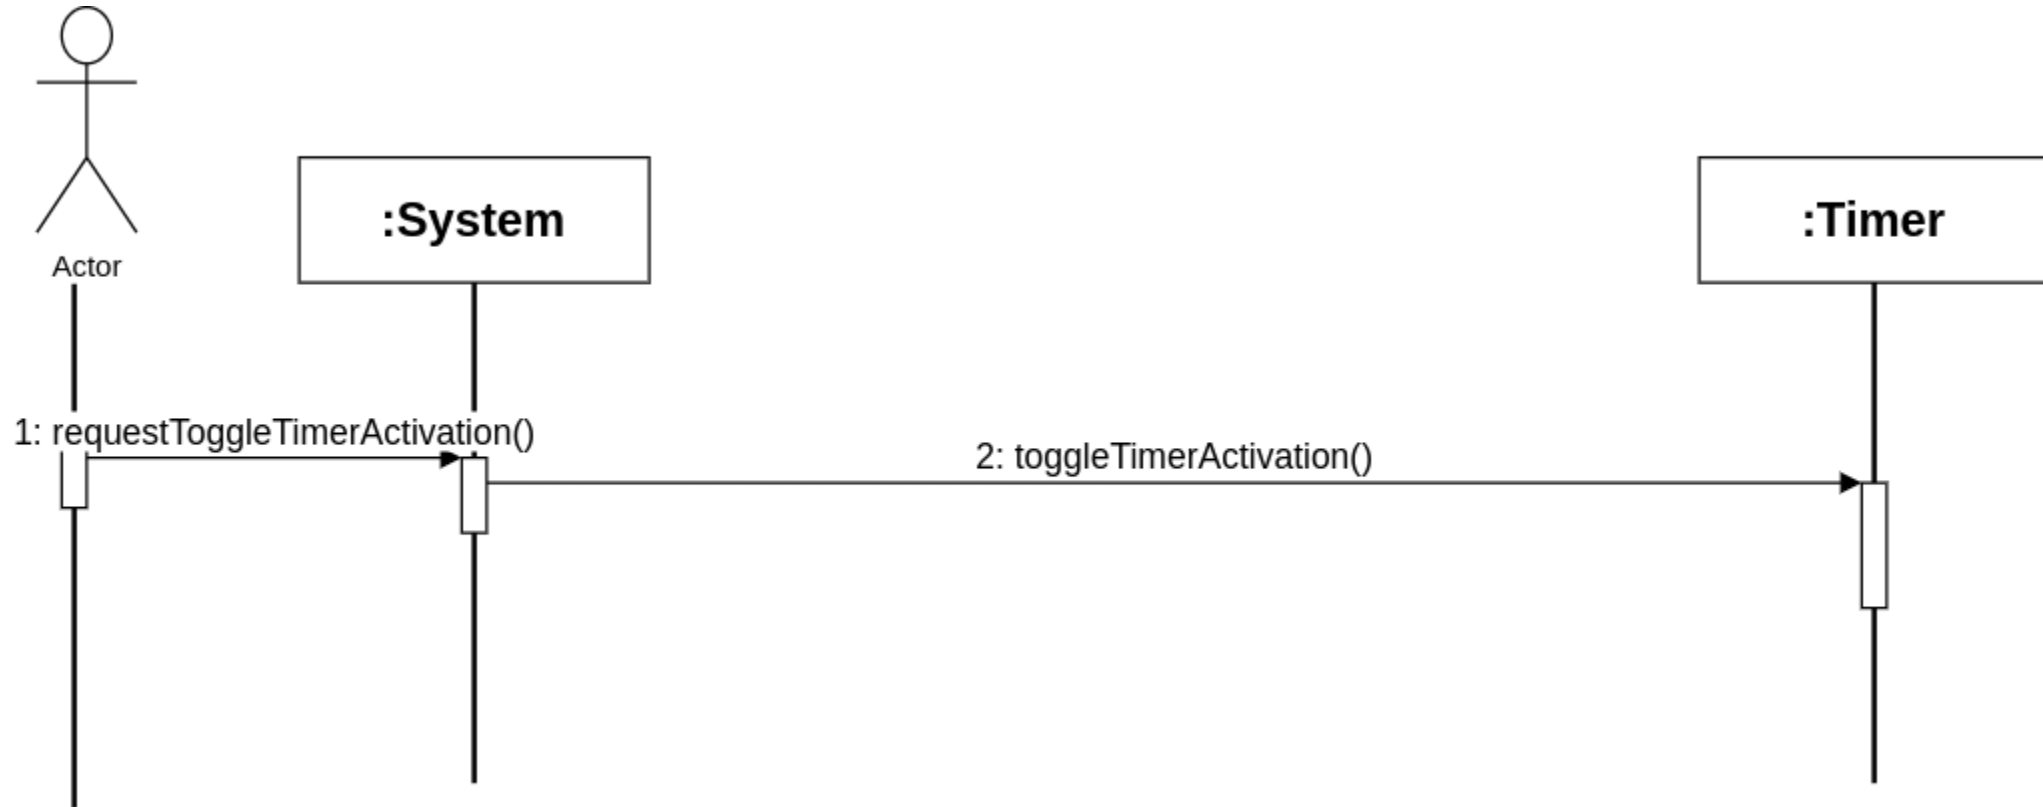 Actor
:System
:Timer
1: requestToggleTimerActivation()
2: toggleTimerActivation()